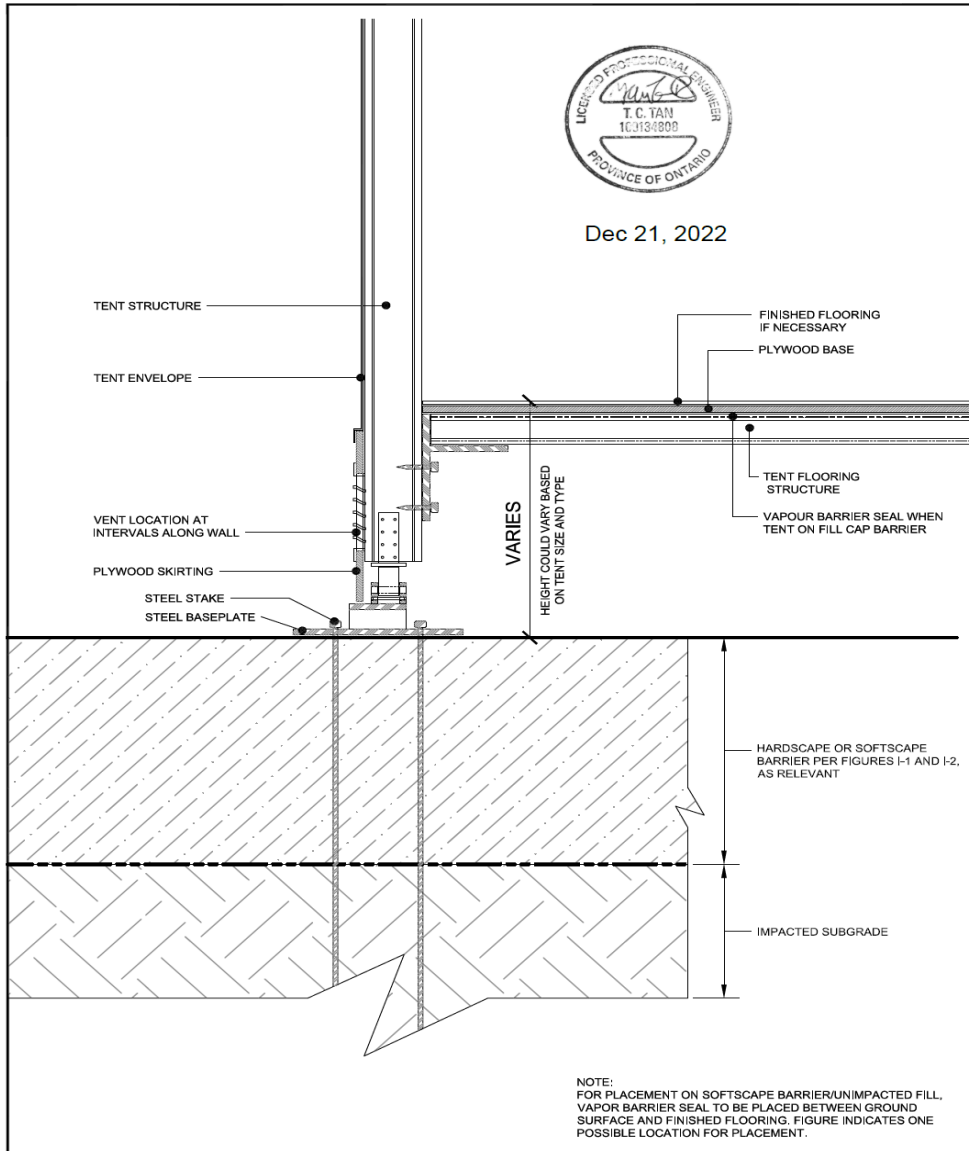 LICENSED PROFESSIONAL ENGINEER
T. C. TAN
100134808
PROVINCE OF ONTARIO
Dec 21, 2022
TENT STRUCTURE
TENT ENVELOPE
VENT LOCATION AT
INTERVALS ALONG WALL
PLYWOOD SKIRTING
STEEL STAKE
STEEL BASEPLATE
VARIES
HEIGHT COULD VARY BASED
ON TENT SIZE AND TYPE
FINISHED FLOORING
IF NECESSARY
PLYWOOD BASE
TENT FLOORING
STRUCTURE
VAPOUR BARRIER SEAL WHEN
TENT ON FILL CAP BARRIER
HARDSCAPE OR SOFTSCAPE
BARRIER PER FIGURES I-1 AND I-2,
AS RELEVANT
IMPACTED SUBGRADE
NOTE:
FOR PLACEMENT ON SOFTSCAPE BARRIER/UNIMPACTED FILL,
VAPOR BARRIER SEAL TO BE PLACED BETWEEN GROUND
SURFACE AND FINISHED FLOORING. FIGURE INDICATES ONE
POSSIBLE LOCATION FOR PLACEMENT.